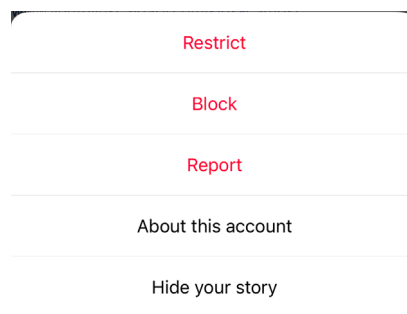 Restrict
Block
Report
About this account
Hide your story